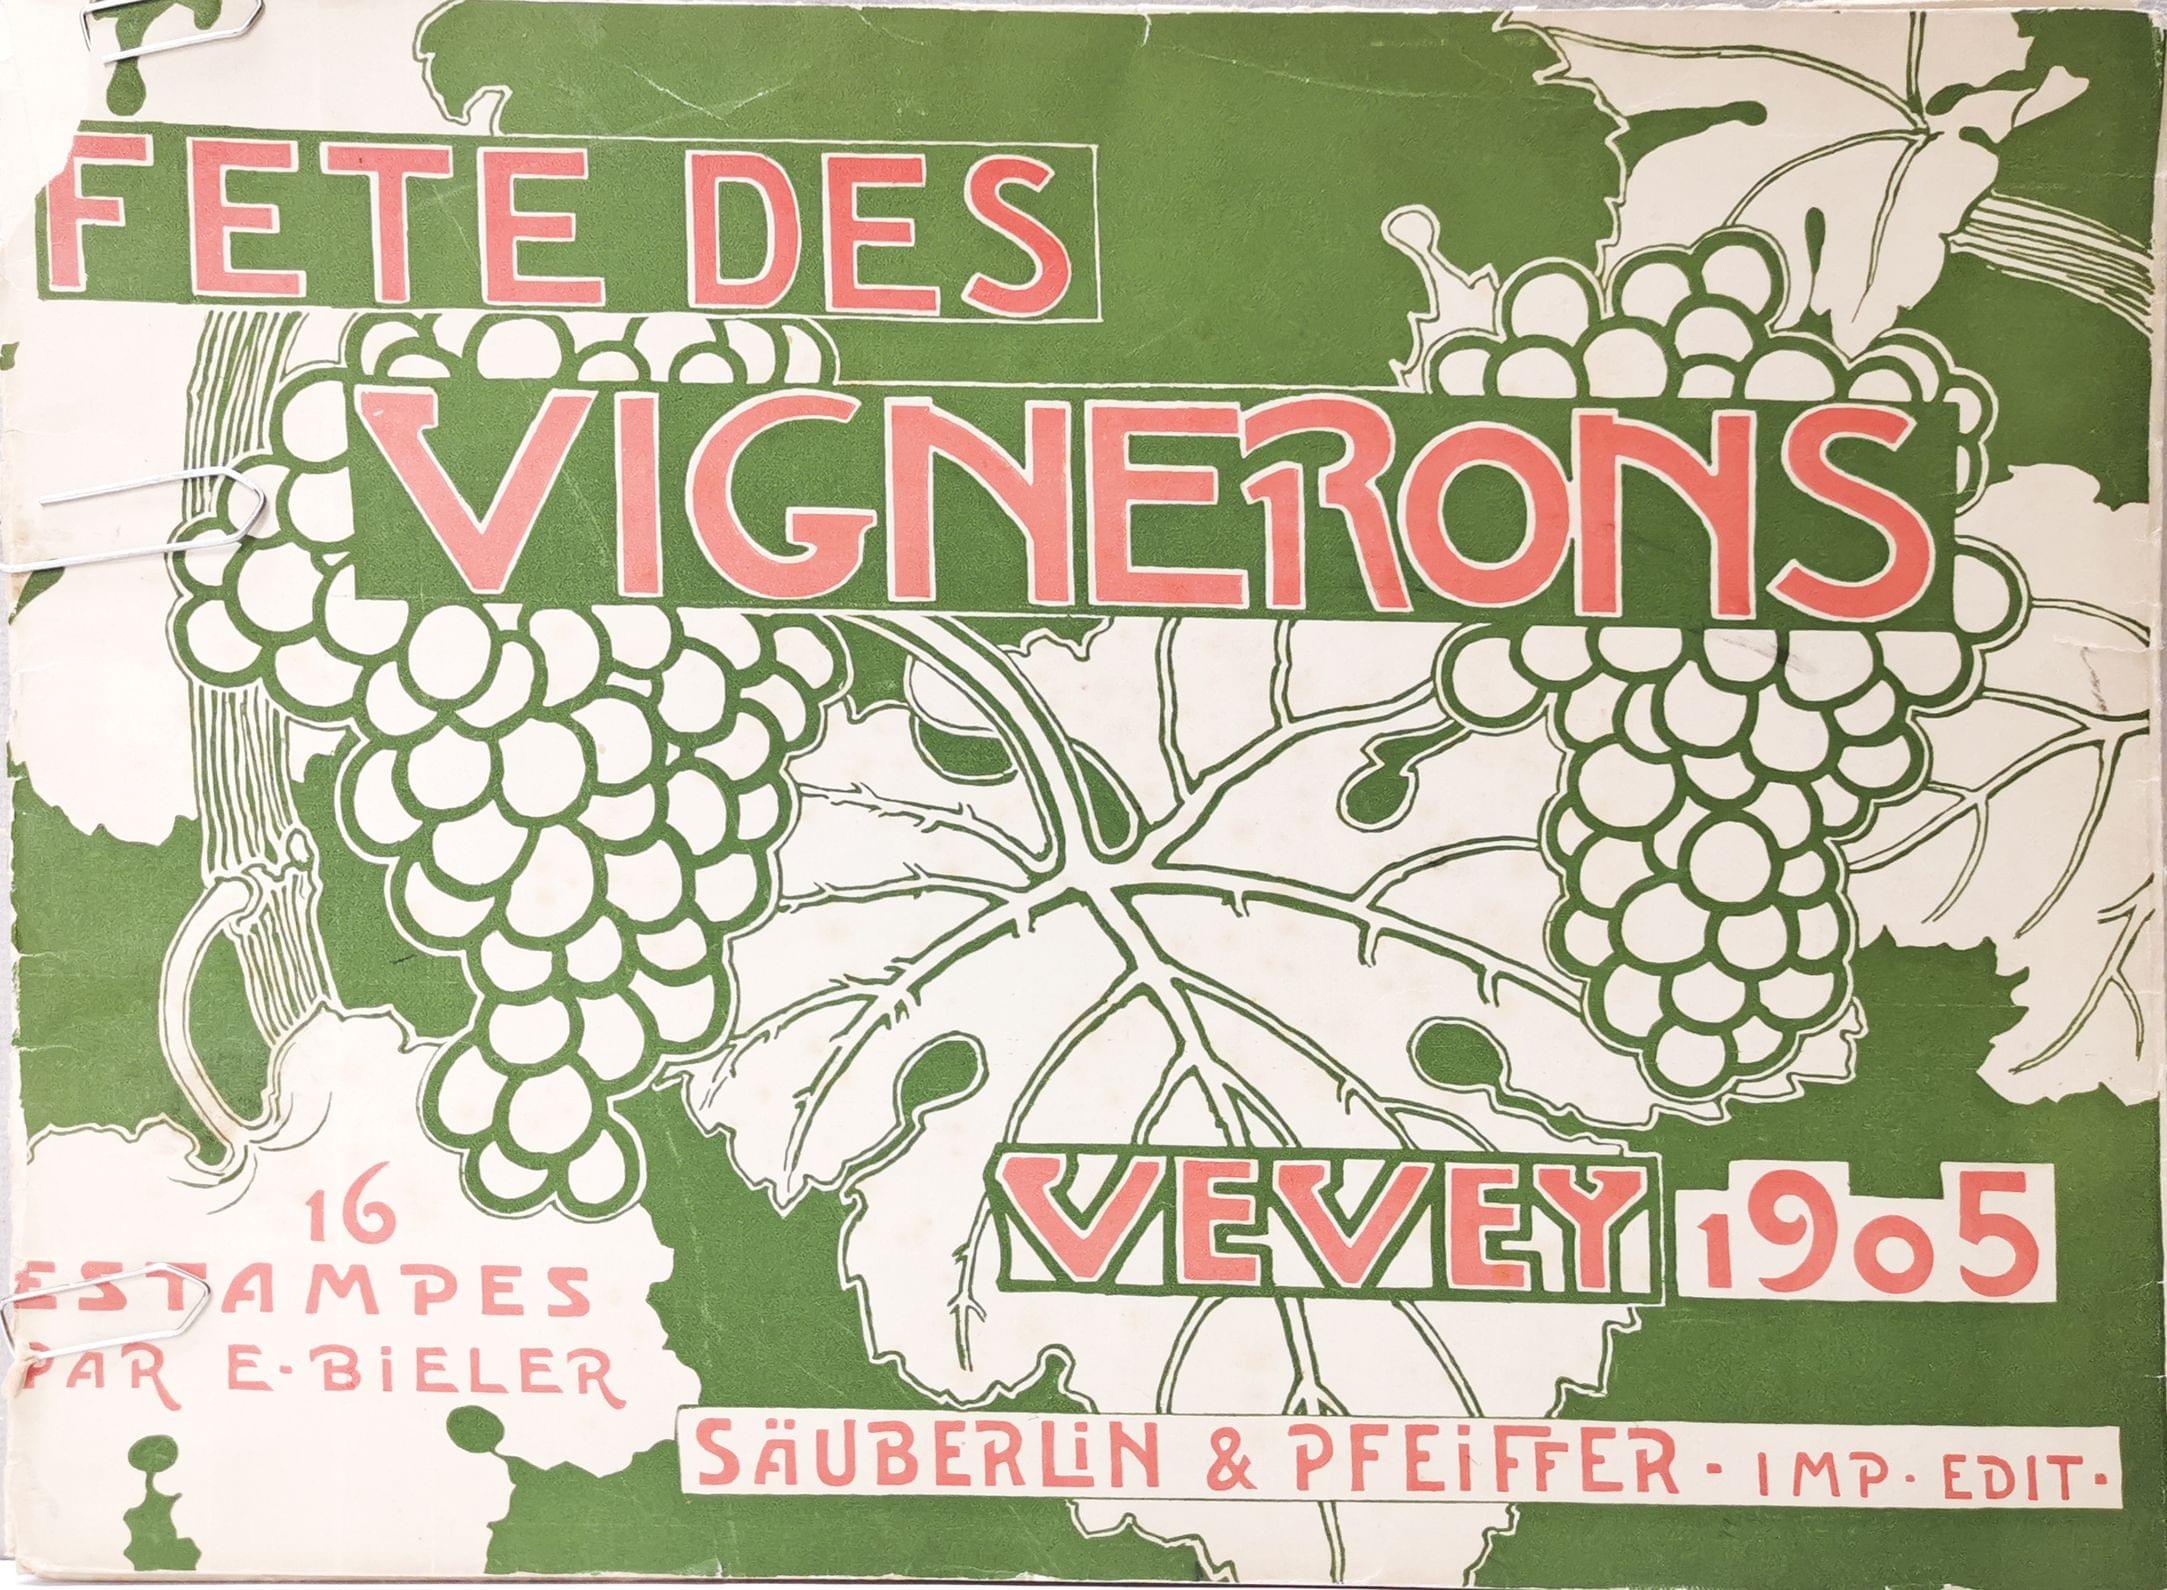 FETE DES
VIGNERONS
VEVEY 1905
16
ESTAMPES
PAR E-BiELER
SÄUBERLiN & PFEiFFER - IMP. EDIT.